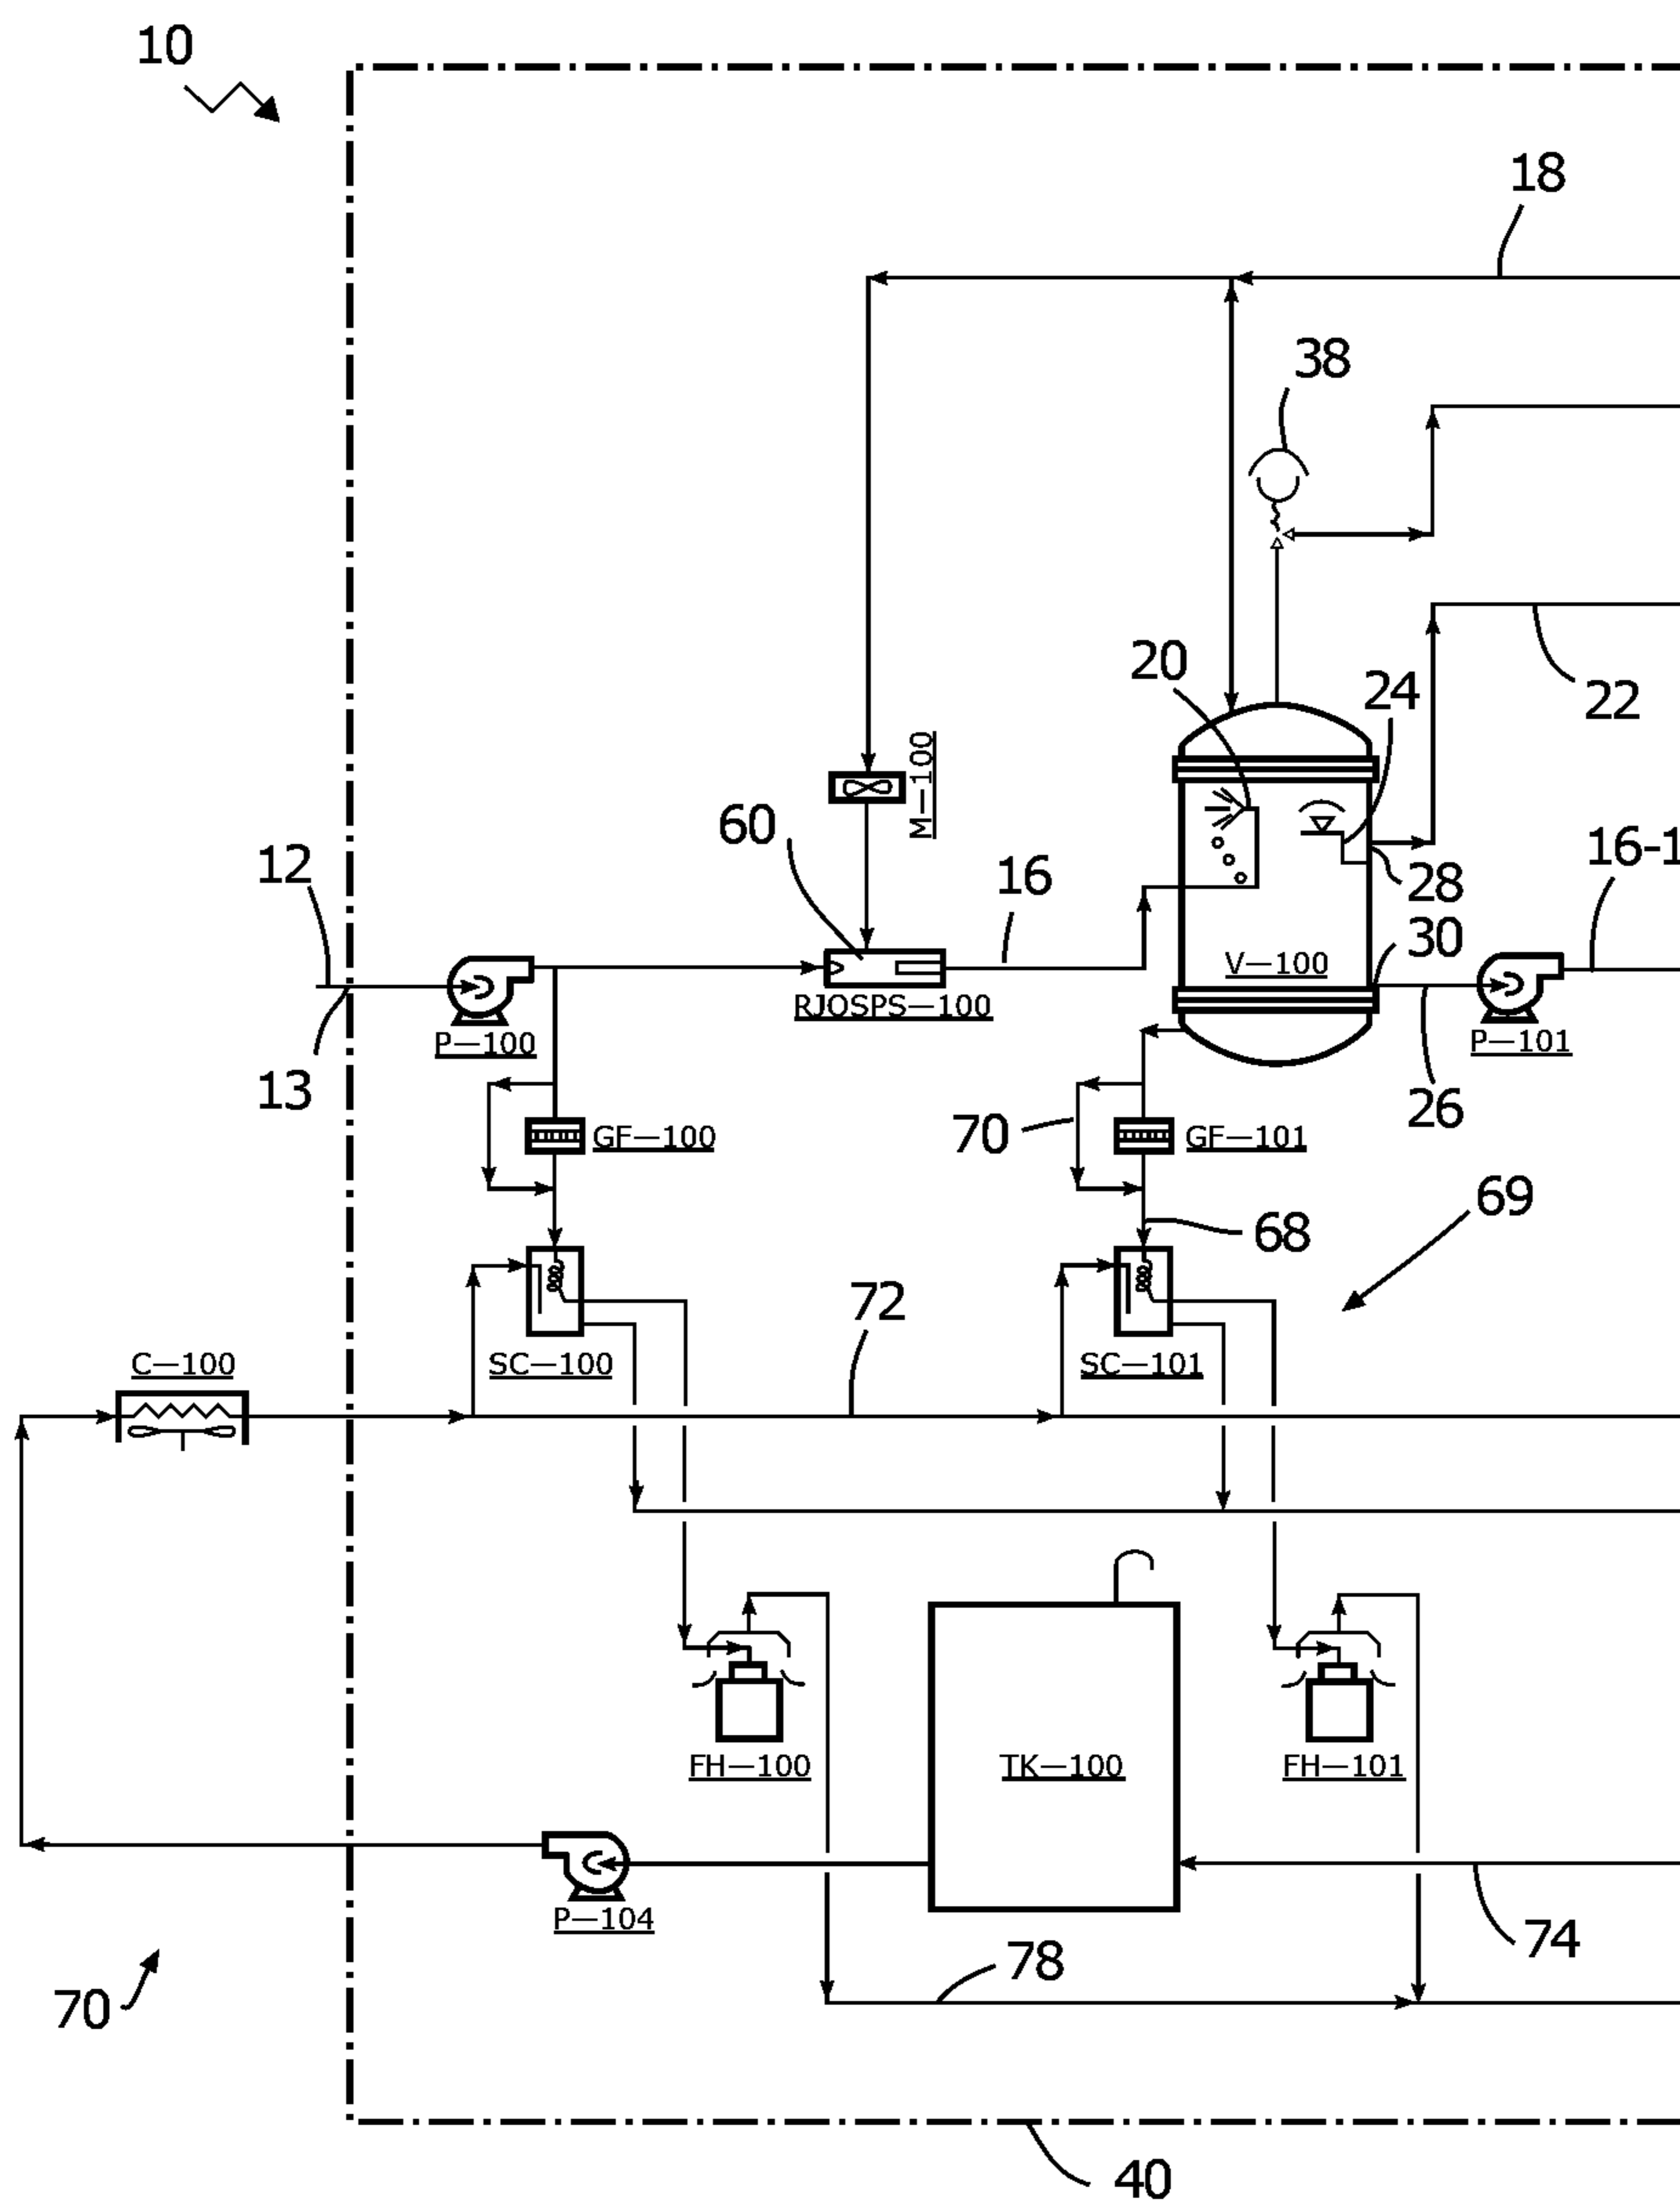 10
18
38
20
24
22
M—100
60
12
16
16-1
28
30
V—100
RJOSPS—100
P—100
P—101
13
26
GF—100
70
GF—101
69
68
72
C—100
SC—100
SC—101
FH—100
TK—100
FH—101
P—104
74
78
70
40